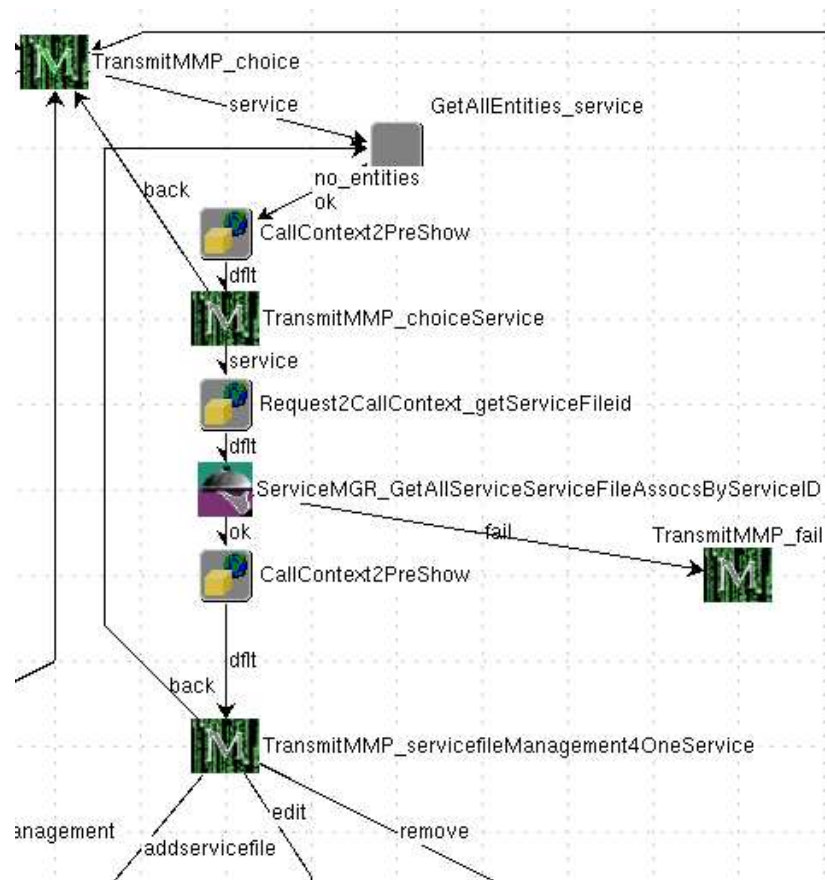 TransmitMMP_choice
service
GetAllEntities_service
back
no_entities
ok
CallContext2PreShow
dflt
TransmitMMP_choiceService
service
Request2CallContext_getServiceFileid
dflt
ServiceMGR_GetAllServiceServiceFileAssocsByServiceID
ok
fail
TransmitMMP_fail
CallContext2PreShow
dflt
back
TransmitMMP_servicefileManagement4OneService
edit
anagement
addservicefile
remove